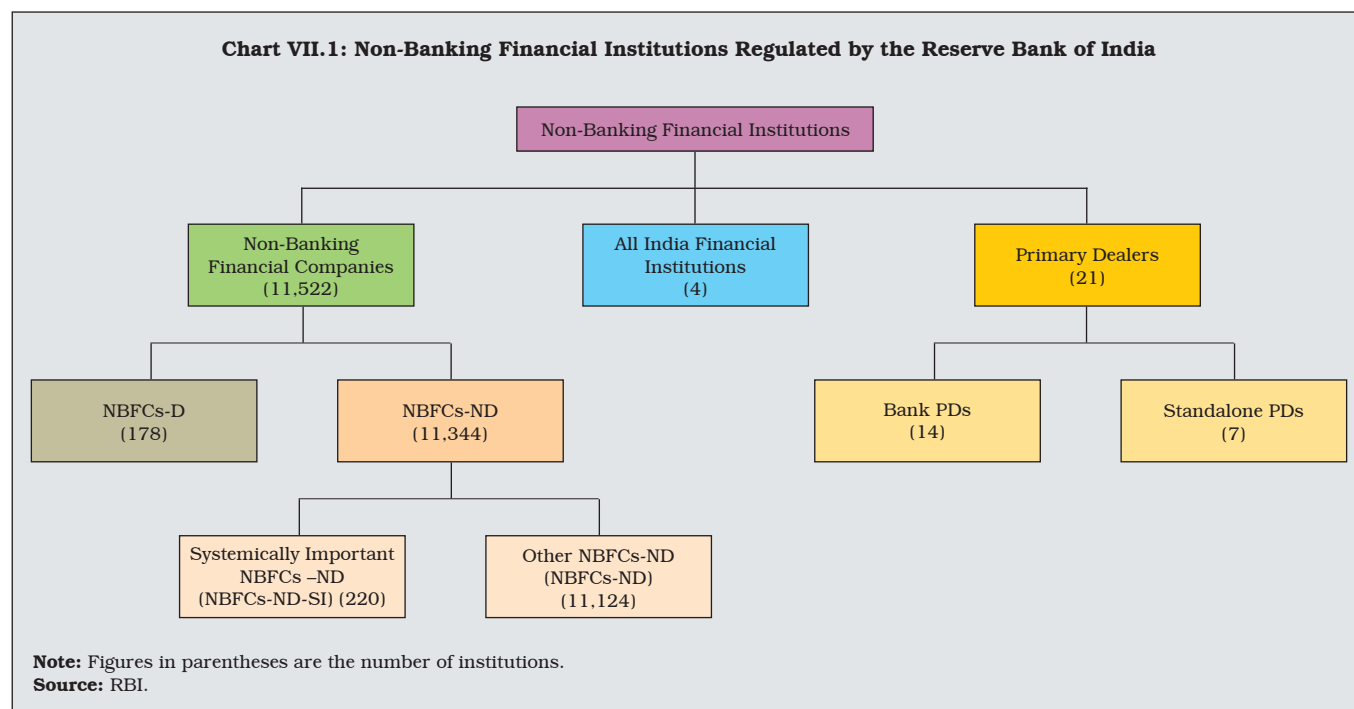 Chart VII.1: Non-Banking Financial Institutions Regulated by the Reserve Bank of India
Non-Banking Financial Institutions
Non-Banking
Financial Companies
(11,522)
All India Financial
Institutions
(4)
Primary Dealers
(21)
NBFCs-D
(178)
NBFCs-ND
(11,344)
Bank PDs
(14)
Standalone PDs
(7)
Systemically Important
NBFCs –ND
(NBFCs-ND-SI) (220)
Other NBFCs-ND
(NBFCs-ND)
(11,124)
Note: Figures in parentheses are the number of institutions.
Source: RBI.